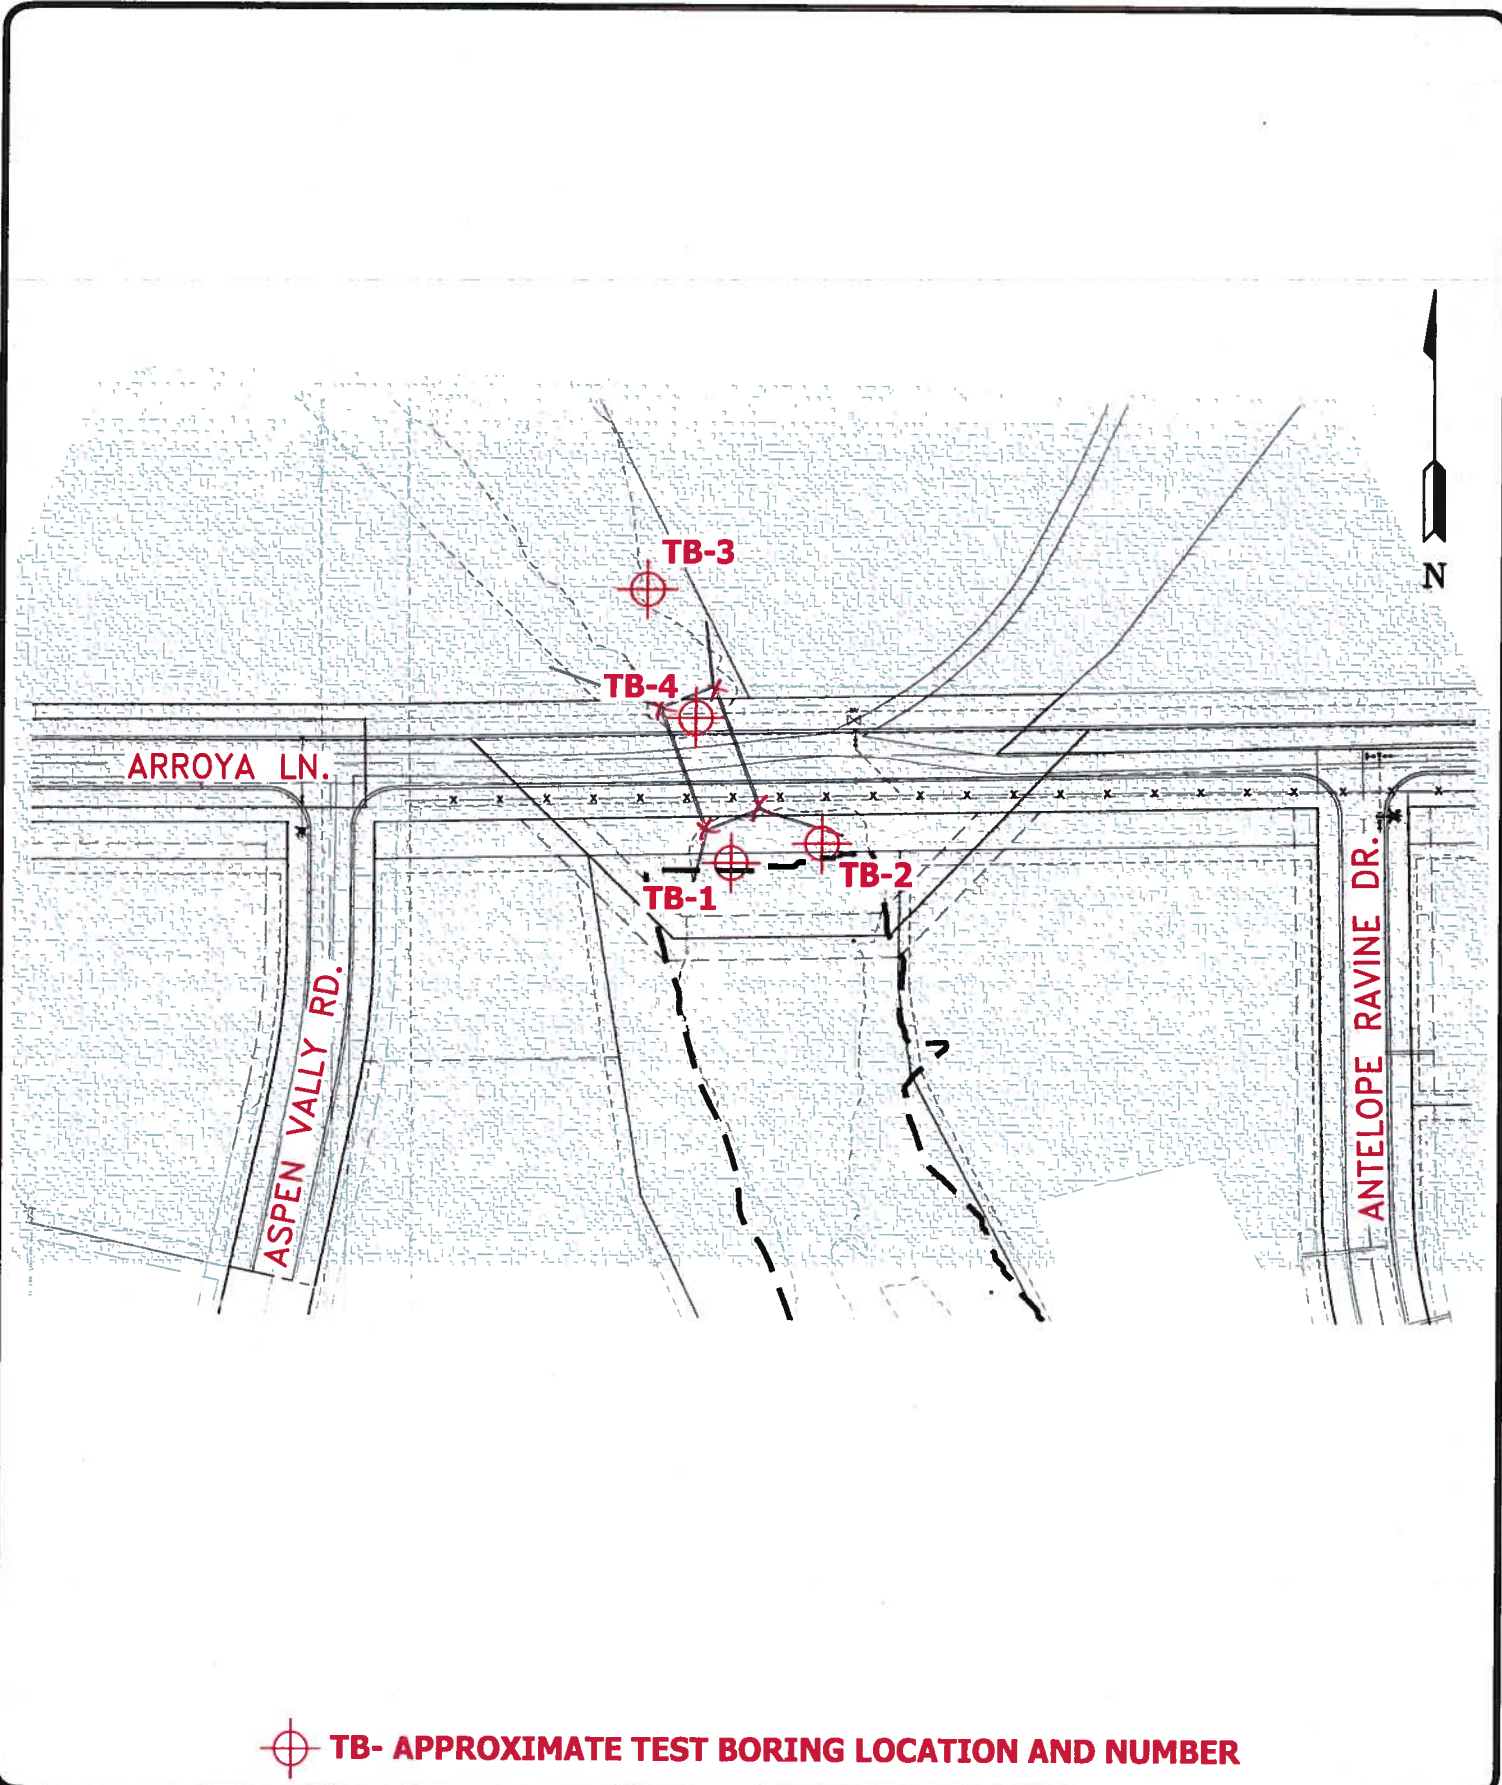 TB-3
N
TB-4
ARROYA LN.
TB-2
TB-1
ASPEN VALLY RD.
ANTELOPE RAVINE DR.
TB- APPROXIMATE TEST BORING LOCATION AND NUMBER